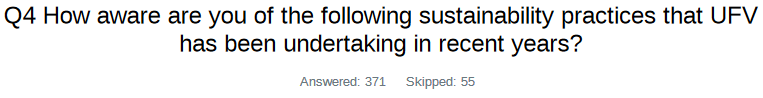 Q4 How aware are you of the following sustainability practices that UFV
has been undertaking in recent years?
Answered: 371 Skipped: 55